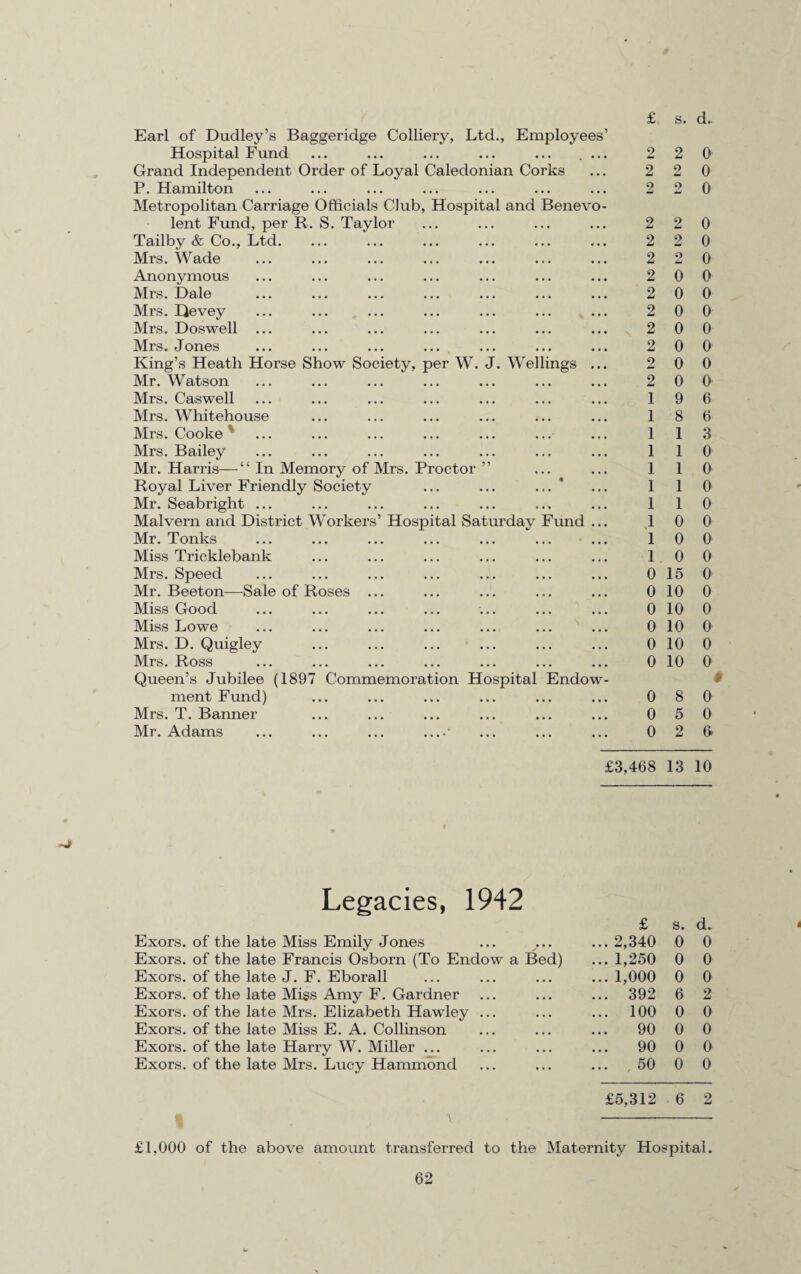 £ s. d.
Earl of Dudley's Baggeridge Colliery, Ltd., Employees'
Hospital Fund ... ... ... ... ... ... 2 2 0
Grand Independent Order of Loyal Caledonian Corks ... 2 2 0
P. Hamilton ... ... ... ... ... ... ... 2 2 0
Metropolitan Carriage Officials Club, Hospital and Benevo-
lent Fund, per R. S. Taylor ... ... ... ... 2 2 0
Tailby & Co., Ltd. ... ... ... ... ... ... 2 2 0
Mrs. Wade ... ... ... ... ... ... ... 2 2 0
Anonymous ... ... ... ... ... ... ... 2 0 0
Mrs. Dale ... ... ... ... ... ... ... 2 0 0
Mrs. Devey ... ... ... ... ... ... ... 2 0 0
Mrs. Doswell ... ... ... ... ... ... ... 2 0 0
Mrs. Jones ... ... ... ... ... ... ... 2 0 0
King's Heath Horse Show Society, per W. J. Wellings ... 2 0 0
Mr. Watson ... ... ... ... ... ... ... 2 0 0
Mrs. Caswell ... ... ... ... ... ... ... 1 9 6
Mrs. Whitehouse ... ... ... ... ... ... 1 8 6
Mrs. Cooke ... ... ... ... ... ... ... 1 1 3
Mrs. Bailey ... ... ... ... ... ... ... 1 1 0
Mr. Harris—" In Memory of Mrs. Proctor " ... ... 1 1 0
Royal Liver Friendly Society ... ... ... ... 1 1 0
Mr. Seabright ... ... ... ... ... ... ... 1 1 0
Malvern and District Workers' Hospital Saturday Fund ... 1 0 0
Mr. Tonks ... ... ... ... ... ... ... 1 0 0
Miss Tricklebank ... ... ... ... ... ... 1 0 0
Mrs. Speed ... ... ... ... ... ... ... 0 15 0
Mr. Beeton—Sale of Roses ... ... ... ... ... 0 10 0
Miss Good ... ... ... ... ... ... ... 0 10 0
Miss Lowe ... ... ... ... ... ... ... 0 10 0
Mrs. D. Quigley ... ... ... ... ... ... 0 10 0
Mrs. Ross ... ... ... ... ... ... ... 0 10 0
Queen's Jubilee (1897 Commemoration Hospital Endow-
ment Fund) ... ... ... ... ... ... 0 8 0
Mrs. T. Banner ... ... ... ... ... ... 0 5 0
Mr. Adams ... ... ... ... ... ... ... 0 2 6
£3,468 13 10
Legacies, 1942
£ s. d.
Exors. of the late Miss Emily Jones ... ... ... 2,340 0 0
Exors. of the late Francis Osborn (To Endow a Bed) ... 1,250 0 0
Exors. of the late J. F. Eborall ... ... ... ... 1,000 0 0
Exors. of the late Miss Amy F. Gardner ... ... ... 392 6 2
Exors. of the late Mrs. Elizabeth Hawley ... ... ... 100 0 0
Exors. of the late Miss E. A. Collinson ... ... ... 90 0 0
Exors. of the late Harry W. Miller ... ... ... ... 90 0 0
Exors. of the late Mrs. Lucy Hammond ... ... ... 50 0 0
£5,312 6 2
£1,000 of the above amount transferred to the Maternity Hospital.
62